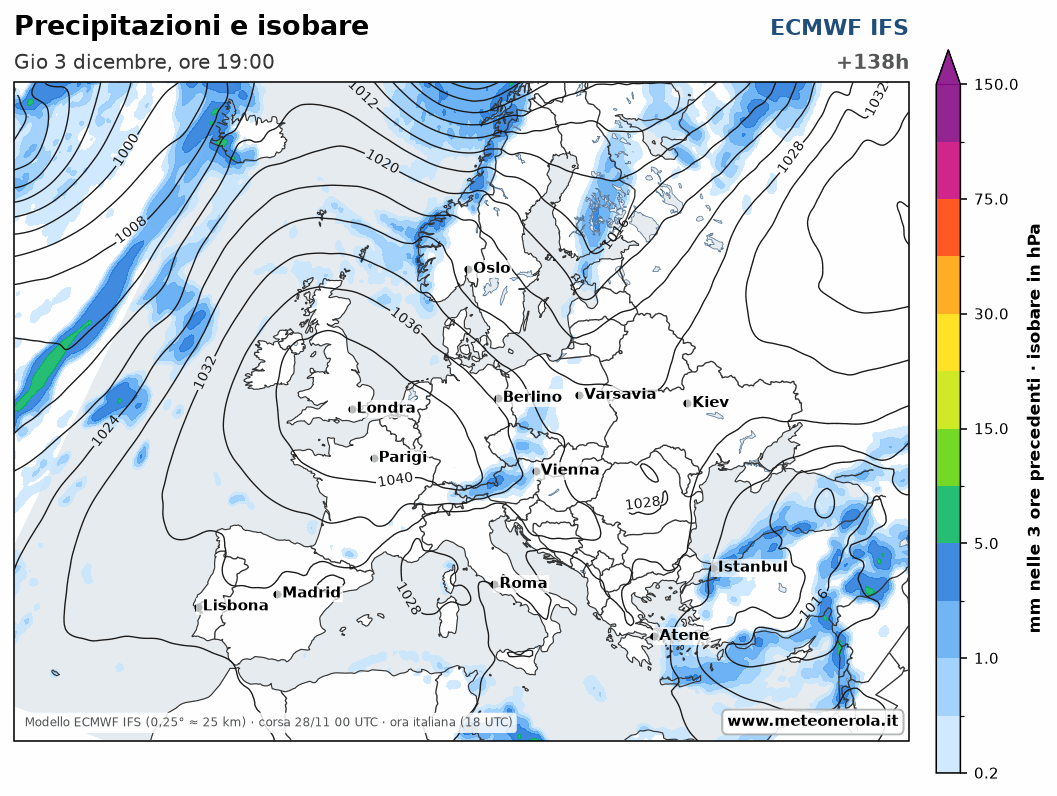 Precipitazioni e isobare
ECMWF IFS
Gio 3 dicembre, ore 19:00
+138h
1012
1032
150.0
1000
1020
1028
75.0
1008
1016
Oslo
30.0
1036
1032
Berlino
Varsavia
Kiev
Londra
1024
15.0
Parigi
Vienna
1040
1028
5.0
Istanbul
Roma
Madrid
1028
1016
Lisbona
Atene
1.0
Modello ECMWF IFS (0,25° ≈ 25 km) · corsa 28/11 00 UTC · ora italiana (18 UTC)
www.meteonerola.it
0.2
mm nelle 3 ore precedenti · isobare in hPa